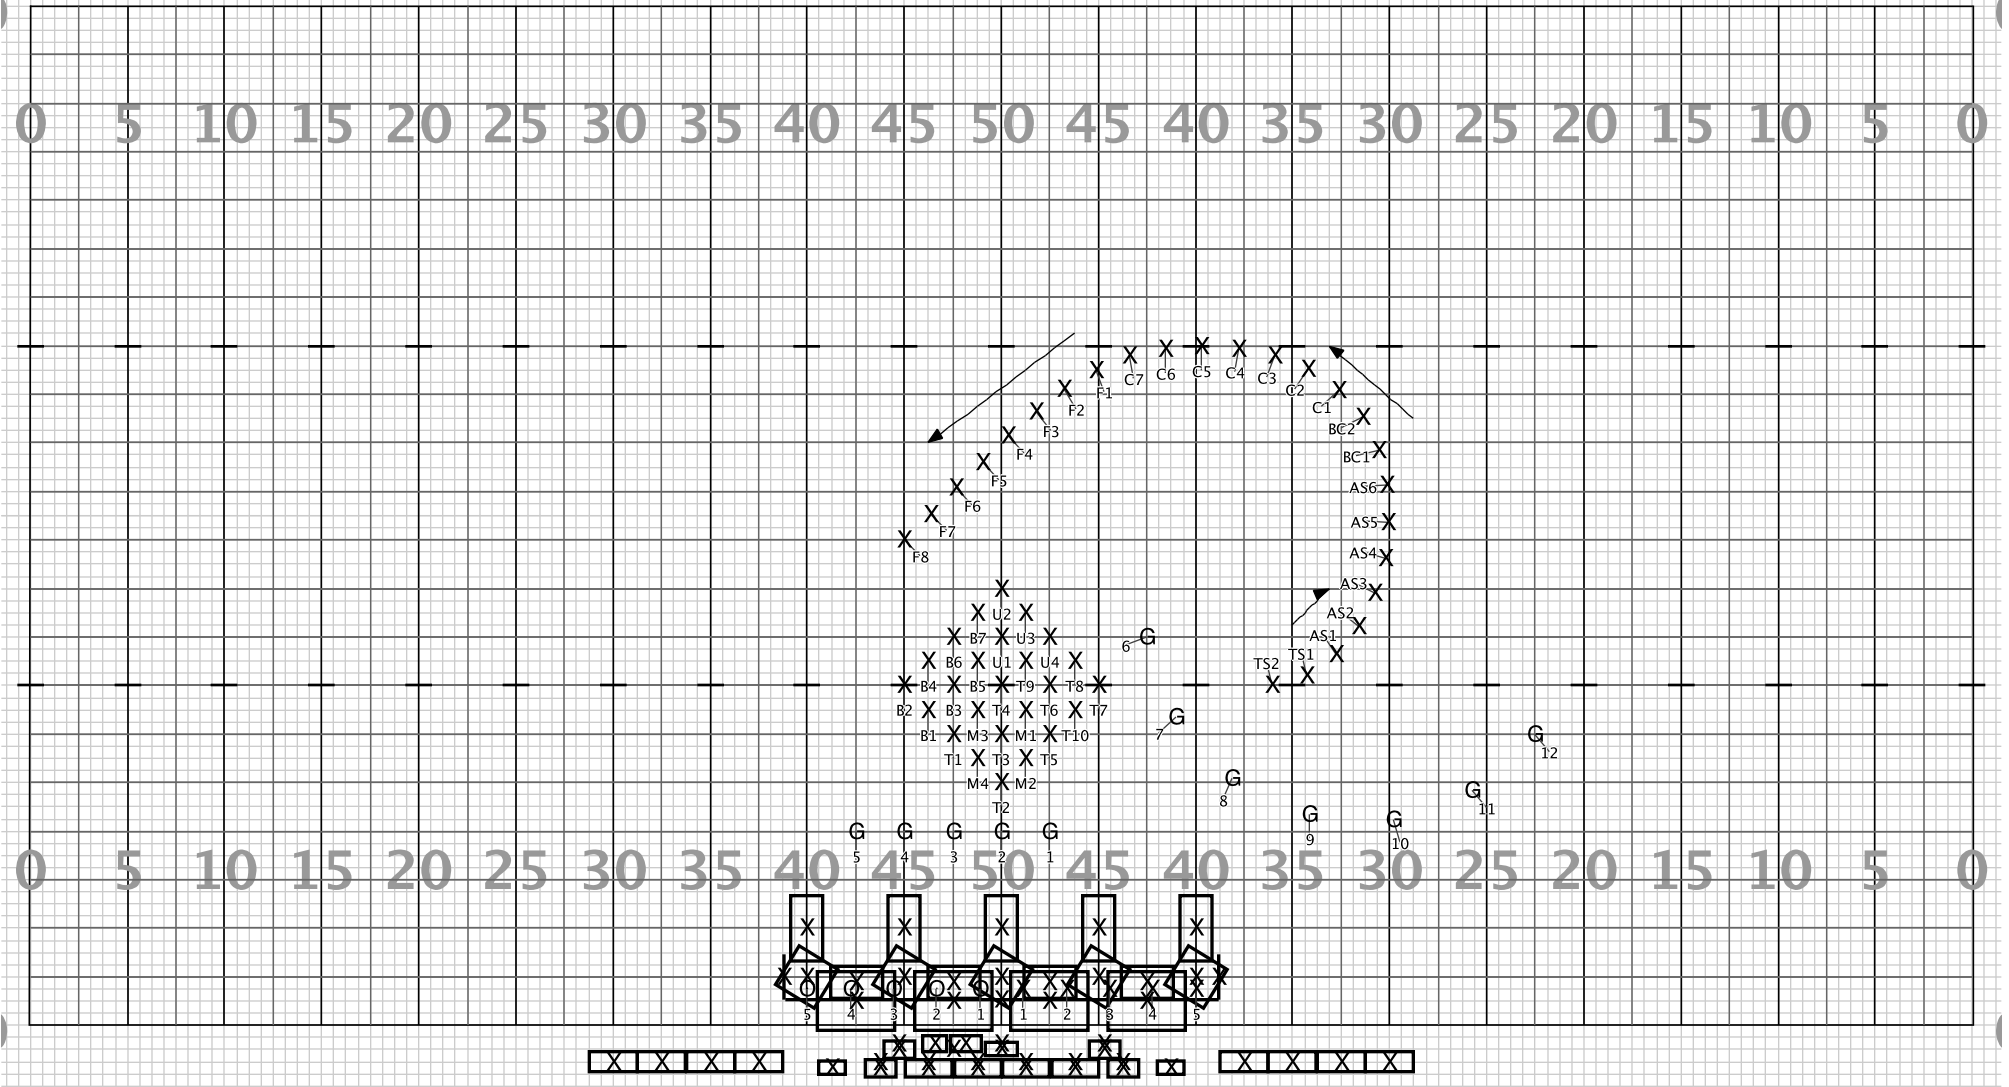 0 5 10 15 20 25 30 35 40 45 50 45 40 35 30 25 20 15 10 5 0
X X X X X X X
C7 C6 C5 C4 C3 C2 C1
X X X X X X X X
F1 F2 F3 F4 F5 F6 F7 F8
BC2 X
BC1 X
AS6 X
AS5 X
AS4 X
AS3 X
AS2 X
AS1 X
TS2 TS1
X X
X
X U2 X
X B7 X U3 X
X B6 X U1 X U4 X
X B4 X B5 X T9 X T8 X
B2 X B3 X T4 X T6 X T7
B1 X M3 X M1 X T10
T1 X T3 X T5
M4 X M2
T2
G 6
G 7
G 8
G 9
G 10
G 11
G 12
G G G G G
5 4 3 2 1
0 5 10 15 20 25 30 35 40 45 50 45 40 35 30 25 20 15 10 5 0
X X X X X
O O O O O X X X X X
5 4 3 2 1 1 2 3 4 5
X X X X X X
X X X X X X X X X X X X X X X X